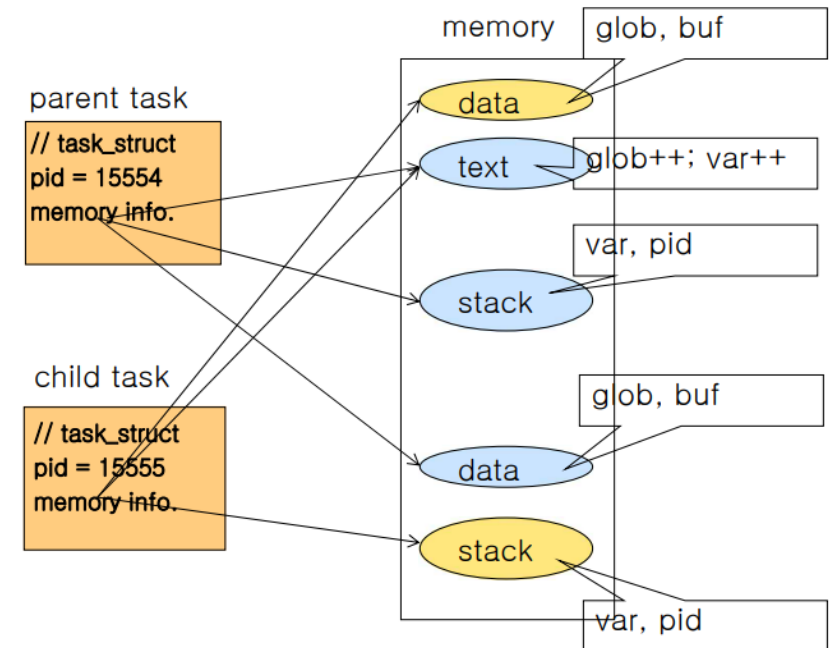 memory
glob, buf
parent task
data
// task_struct
pid = 15554
memory info.
text
glob++; var++
var, pid
stack
child task
glob, buf
// task_struct
pid = 15555
memory info.
data
stack
var, pid